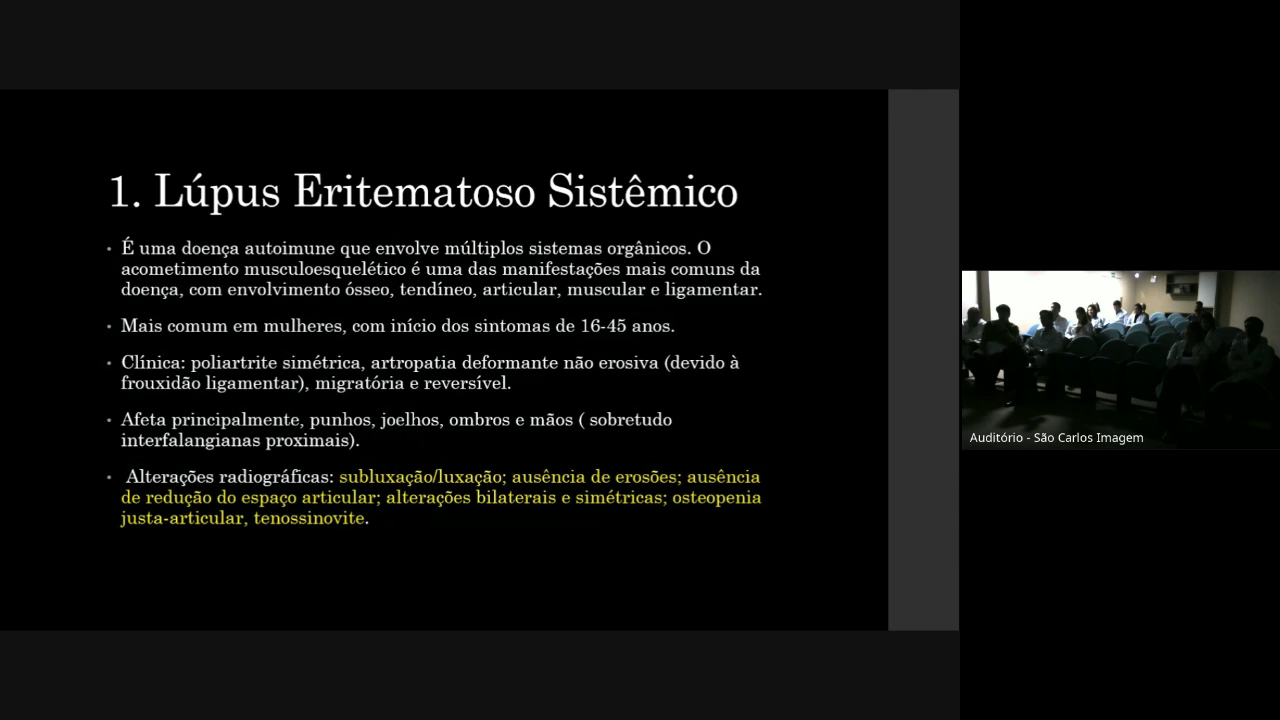 1. Lúpus Eritematoso Sistêmico
• É uma doença autoimune que envolve múltiplos sistemas orgânicos. O
acometimento musculoesquelético é uma das manifestações mais comuns da
doença, com envolvimento ósseo, tendíneo, articular, muscular e ligamentar.
• Mais comum em mulheres, com início dos sintomas de 16-45 anos.
• Clínica: poliartrite simétrica, artropatia deformante não erosiva (devido à
frouxidão ligamentar), migratória e reversível.
• Afeta principalmente, punhos, joelhos, ombros e mãos ( sobretudo
interfalangianas proximais).
• Alterações radiográficas: subluxação/luxação; ausência de erosões; ausência
de redução do espaço articular; alterações bilaterais e simétricas; osteopenia
justa-articular, tenossinovite.
Auditório - São Carlos Imagem